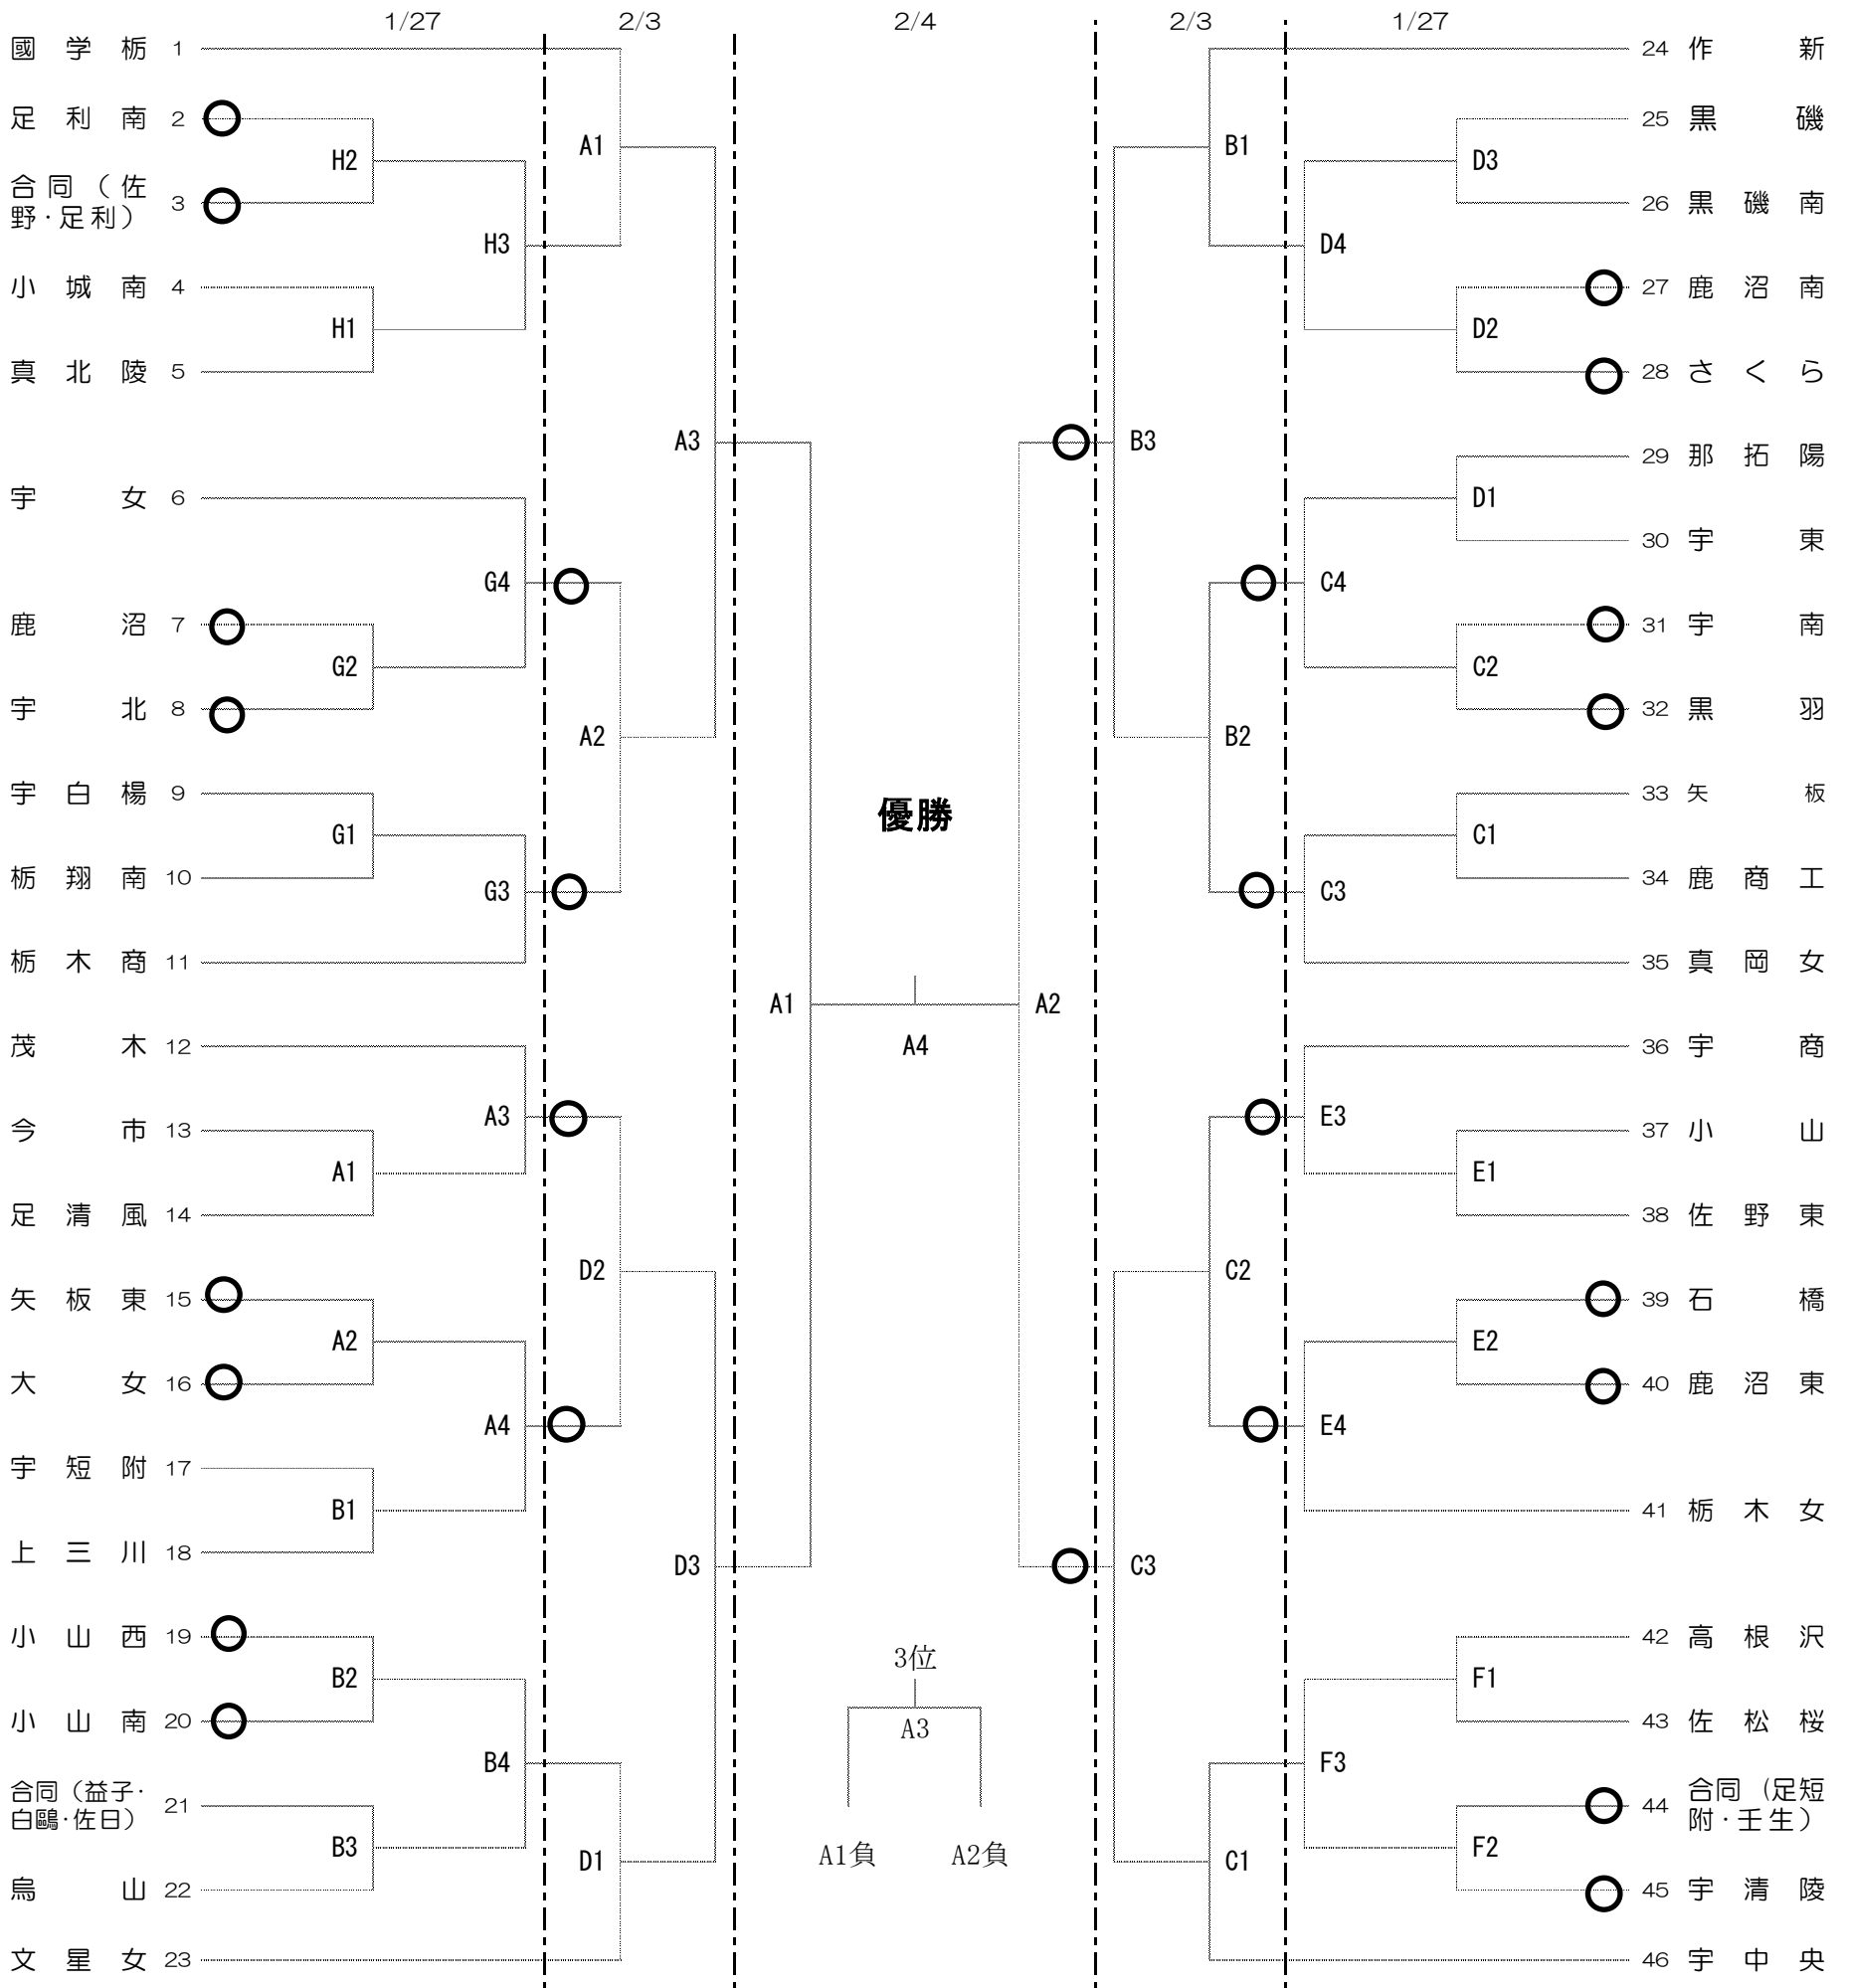 1/27 2/3 2/4 2/3 1/27
國学栃 1
足利南 2
合同（佐
野・足利） 3
小城南 4
真北陵 5
宇女 6
鹿沼 7
宇北 8
宇白楊 9
栃翔南 10
栃木商 11
茂木 12
今市 13
足清風 14
矢板東 15
大女 16
宇短附 17
上三川 18
小山西 19
小山南 20
合同（益子・
白鷗・佐日） 21
烏山 22
文星女 23
H2
H1
H3
G4
G2
G1
G3
A3
A1
A2
A4
B1
B2
B4
B3
A1
A2
D2
D1
A3
D3
A1
優勝
A4
A2
3位
A3
A1負 A2負
B3
C3
B1
B2
C2
C1
D4
C4
C3
E3
E4
F3
D3
D2
D1
C2
C1
E1
E2
F1
F2
24 作新
25 黒磯
26 黒磯南
27 鹿沼南
28 さくら
29 那拓陽
30 宇東
31 宇南
32 黒羽
33 矢板
34 鹿商工
35 真岡女
36 宇商
37 小山
38 佐野東
39 石橋
40 鹿沼東
41 栃木女
42 高根沢
43 佐松桜
44 合同（足短
附・壬生）
45 宇清陵
46 宇中央